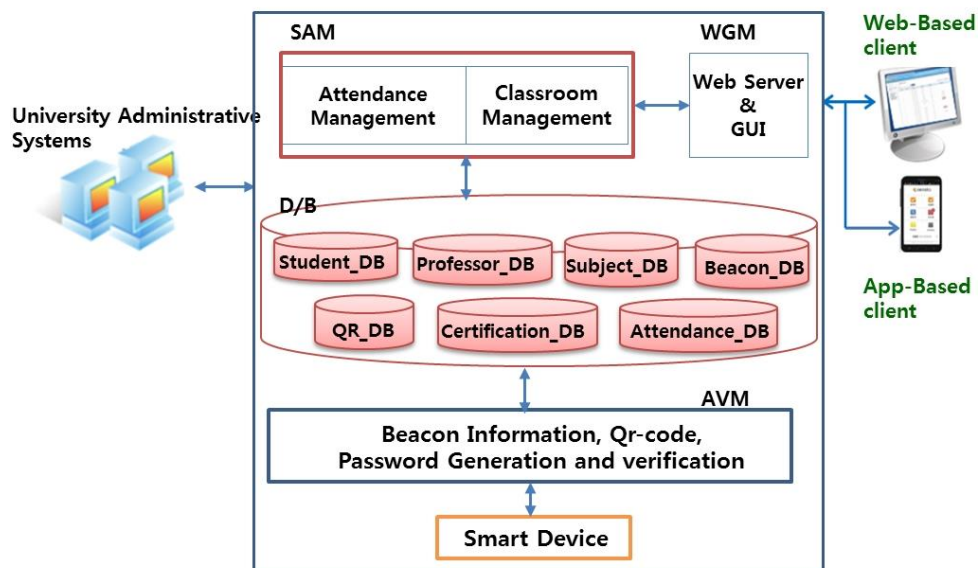 SAM
WGM
Web-Based
client
Attendance
Management
Classroom
Management
Web Server
&
GUI
University Administrative
Systems
D/B
Student_DB
Professor_DB
Subject_DB
Beacon_DB
App-Based
client
QR_DB
Certification_DB
Attendance_DB
AVM
Beacon Information, Qr-code,
Password Generation and verification
Smart Device